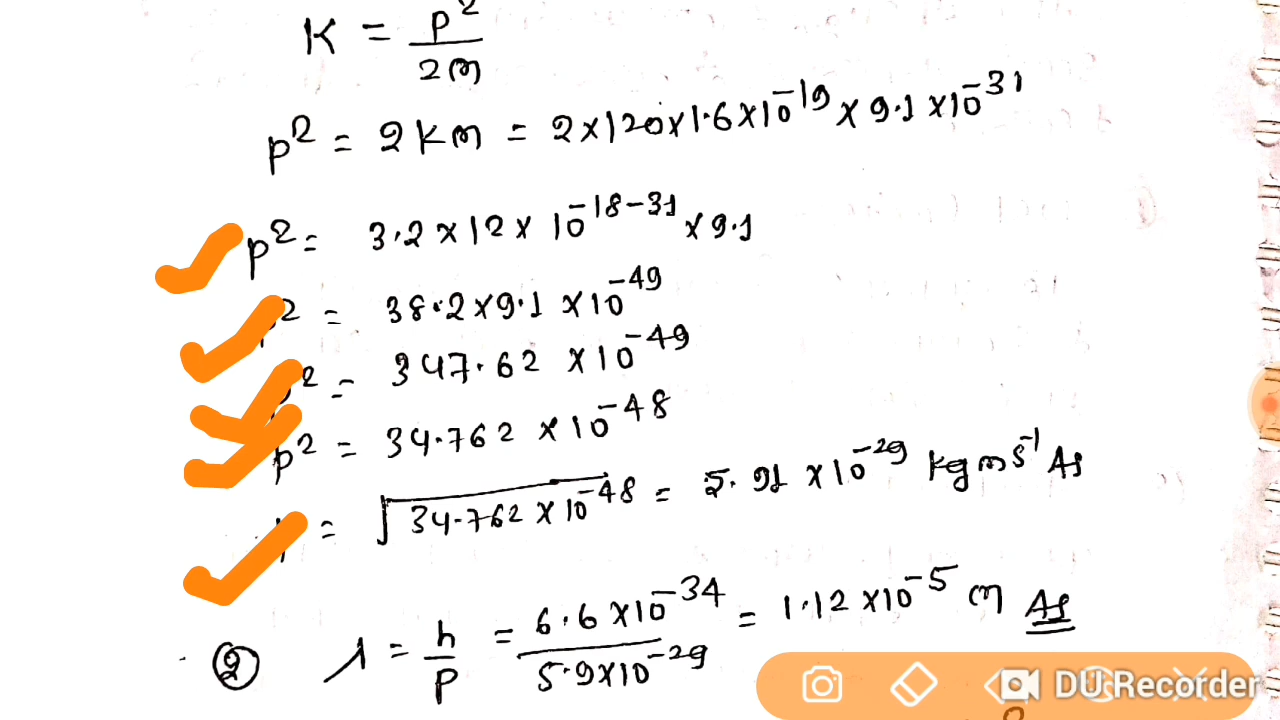 K = p²/2m
p² = 2km = 2×120×1.6×10⁻¹⁹ × 9.1×10⁻³¹
p² = 3.2×12×10⁻¹⁸⁻³¹ × 9.1
² = 38.2×9.1×10⁻⁴⁹
² = 347.62 ×10⁻⁴⁹
p² = 34.762 × 10⁻⁴⁸
= √34.762×10⁻⁴⁸ = 5.91 ×10⁻²⁹ kg m s⁻¹ As
② λ = h/P = 6.6×10⁻³⁴/5.9×10⁻²⁹ = 1.12×10⁻⁵ m As
DU Recorder